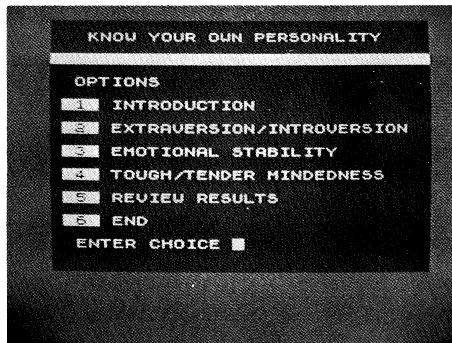 KNOW YOUR OWN PERSONALITY
OPTIONS
1 INTRODUCTION
2 EXTRAVERSION/INTROVERSION
3 EMOTIONAL STABILITY
4 TOUGH/TENDER MINDEDNESS
5 REVIEW RESULTS
6 END
ENTER CHOICE